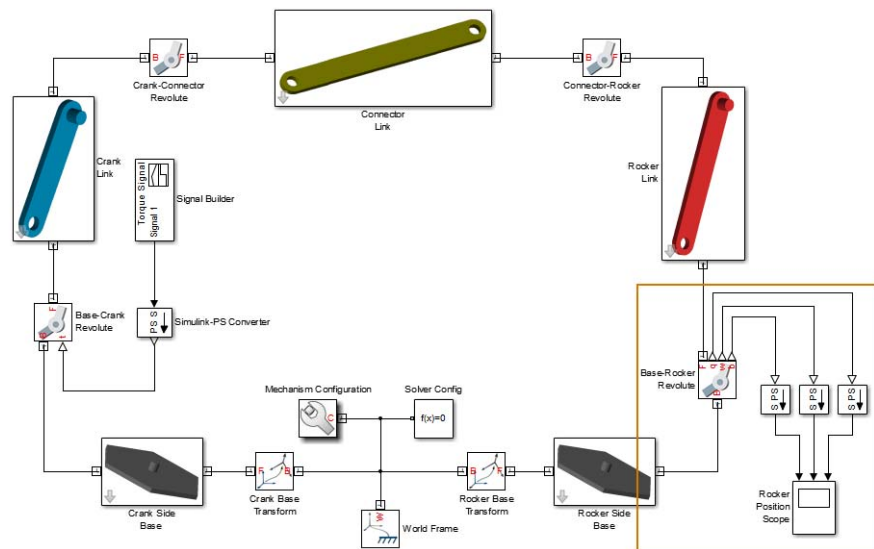 B
F
Crank-Connector
Revolute
Connector
Link
B
F
Connector-Rocker
Revolute
Crank
Link
Torque Signal
Signal 1
Signal Builder
Rocker
Link
F
B
t
Base-Crank
Revolute
PS S
Simulink-PS Converter
Base-Rocker
Revolute
F
q
w
b
B
S PS
S PS
S PS
Mechanism Configuration
C
Solver Config
f(x)=0
Crank Side
Base
F
B
Crank Base
Transform
W
World Frame
B
F
Rocker Base
Transform
Rocker Side
Base
Rocker
Position
Scope